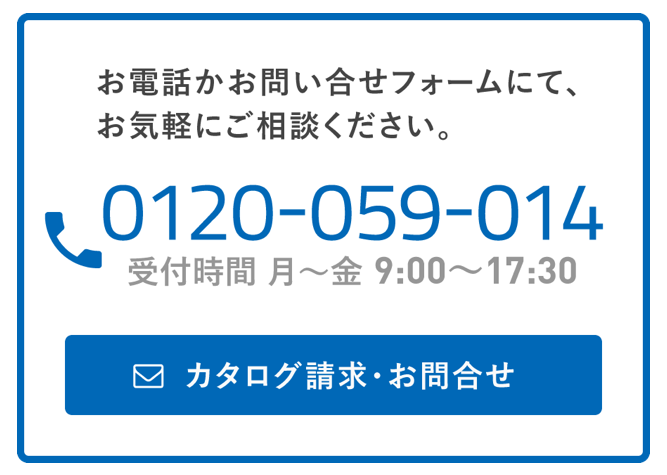 お電話かお問い合せフォームにて、
お気軽にご相談ください。
0120-059-014
受付時間 月～金 9:00～17:30
カタログ請求・お問合せ